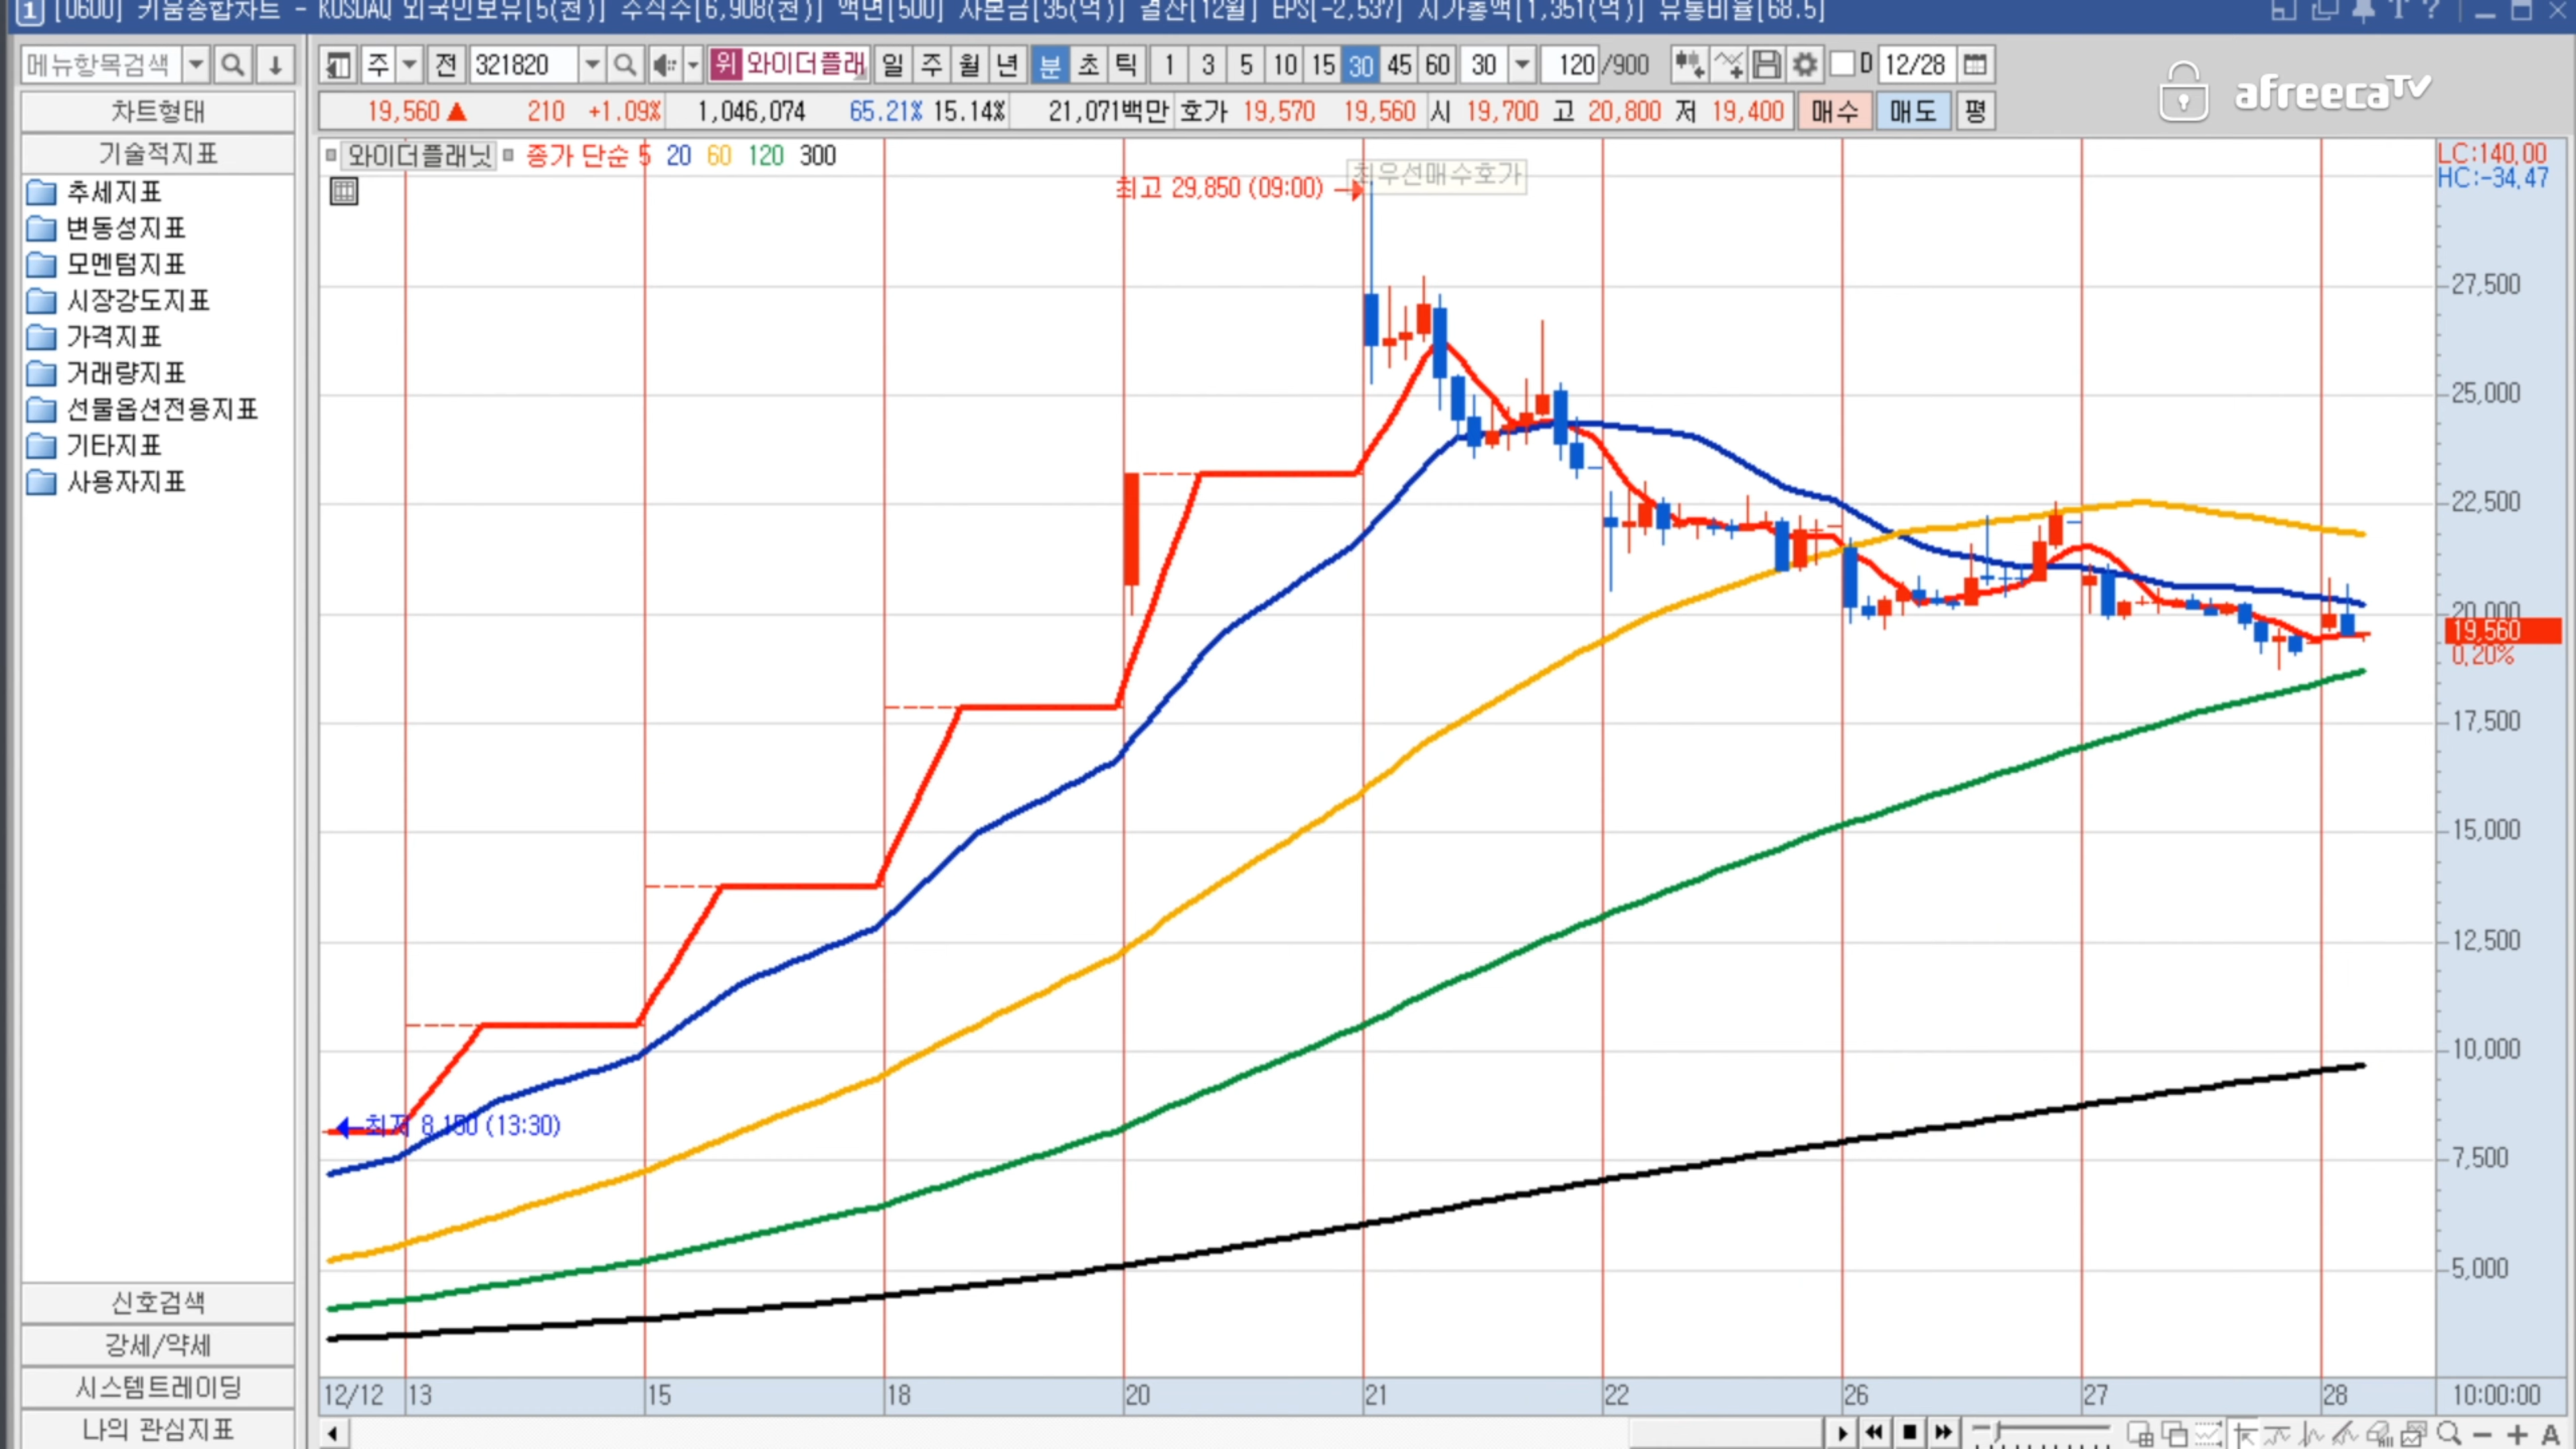 1 [0600] 키움종합차트 - KOSDAQ 외국인보유[5(천)] 주식수[6,908(천)] 액면[500] 자본금[35(억)] 결산[12월] EPS[-2,537] 시가총액[1,351(억)] 유통비율[68.5]
메뉴항목검색 주 전 321820 위 와이더플래 일 주 월 년 분 초 틱 1 3 5 10 15 30 45 60 30 120 /900 D 12/28
afreecaTV
19,560 ▲ 210 +1.09% 1,046,074 65.21% 15.14% 21,071백만 호가 19,570 19,560 시 19,700 고 20,800 저 19,400 매수 매도 평
차트형태
기술적지표
추세지표
변동성지표
모멘텀지표
시장강도지표
가격지표
거래량지표
선물옵션전용지표
기타지표
사용자지표
신호검색
강세/약세
시스템트레이딩
나의 관심지표
와이더플래닛 종가 단순 5 20 60 120 300
최고 29,850 (09:00)
최우선매수호가
최저 8,150 (13:30)
LC:140.00
HC:-34.47
27,500
25,000
22,500
20,000
19,560
0.20%
17,500
15,000
12,500
10,000
7,500
5,000
12/12 13 15 18 20 21 22 26 27 28 10:00:00